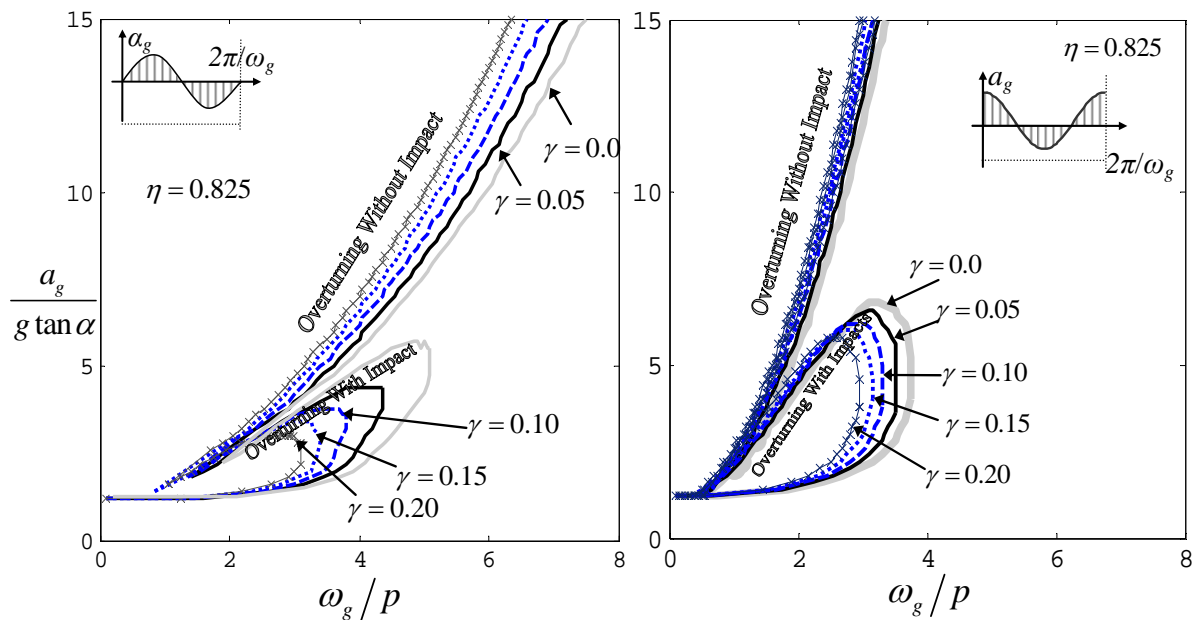 15
α_g
2π/ω_g
η = 0.825
Overturning Without Impact
γ = 0.0
γ = 0.05
10
a_g
g tan α
5
Overturning With Impact
γ = 0.10
γ = 0.15
γ = 0.20
0
0 2 4 6 8
ω_g/p
15
η = 0.825
a_g
2π/ω_g
Overturning Without Impact
10
γ = 0.0
γ = 0.05
5
Overturning With Impacts
γ = 0.10
γ = 0.15
γ = 0.20
0
0 2 4 6 8
ω_g/p